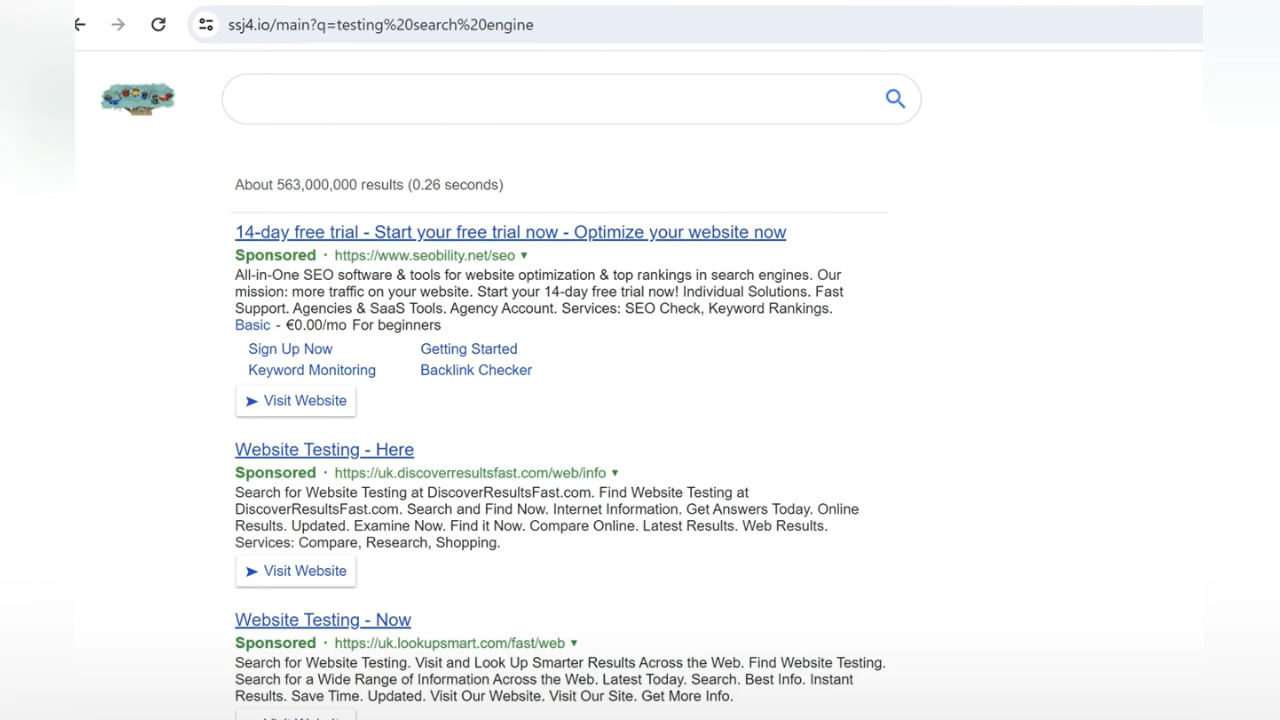 ssj4.io/main?q=testing%20search%20engine
About 563,000,000 results (0.26 seconds)
14-day free trial - Start your free trial now - Optimize your website now
Sponsored · https://www.seobility.net/seo ▼
All-in-One SEO software & tools for website optimization & top rankings in search engines. Our
mission: more traffic on your website. Start your 14-day free trial now! Individual Solutions. Fast
Support. Agencies & SaaS Tools. Agency Account. Services: SEO Check, Keyword Rankings.
Basic - €0.00/mo For beginners
Sign Up Now Getting Started
Keyword Monitoring Backlink Checker
➤ Visit Website
Website Testing - Here
Sponsored · https://uk.discoverresultsfast.com/web/info ▼
Search for Website Testing at DiscoverResultsFast.com. Find Website Testing at
DiscoverResultsFast.com. Search and Find Now. Internet Information. Get Answers Today. Online
Results. Updated. Examine Now. Find it Now. Compare Online. Latest Results. Web Results.
Services: Compare, Research, Shopping.
➤ Visit Website
Website Testing - Now
Sponsored · https://uk.lookupsmart.com/fast/web ▼
Search for Website Testing. Visit and Look Up Smarter Results Across the Web. Find Website Testing.
Search for a Wide Range of Information Across the Web. Latest Today. Search. Best Info. Instant
Results. Save Time. Updated. Visit Our Website. Visit Our Site. Get More Info.